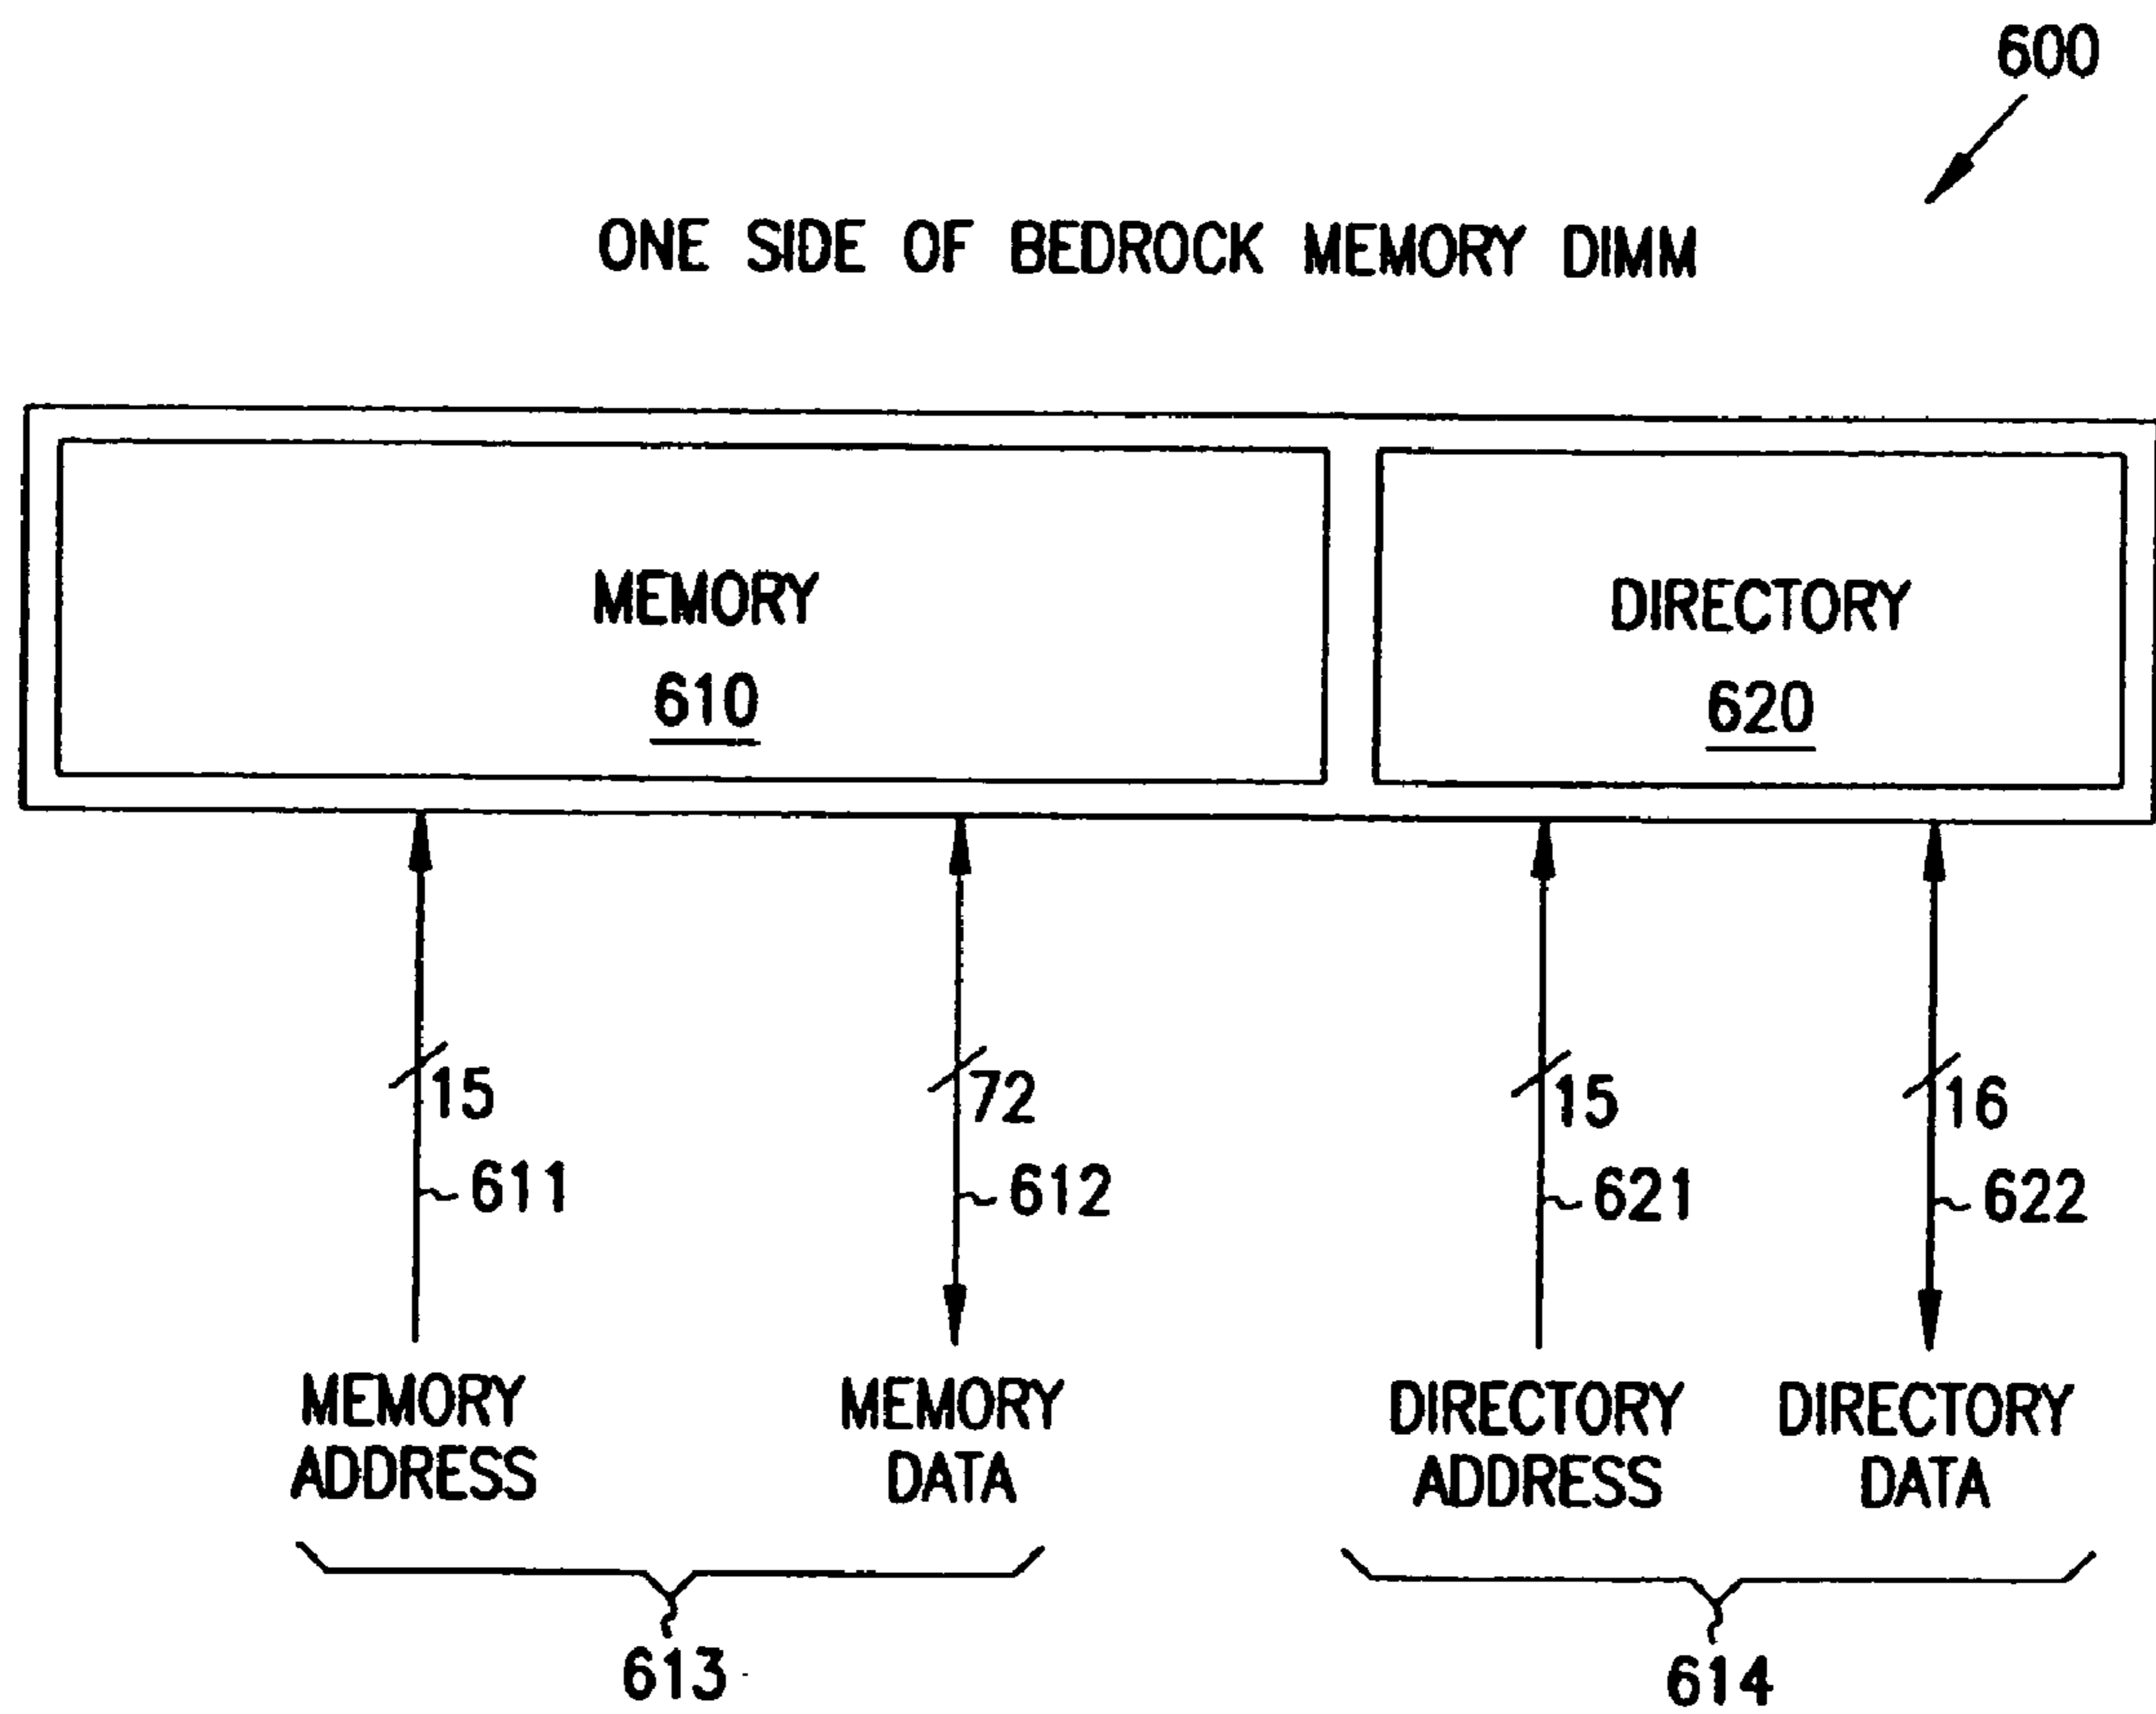 600
ONE SIDE OF BEDROCK MEMORY DIMM
MEMORY
610
DIRECTORY
620
15
72
15
16
611
612
621
622
MEMORY
ADDRESS
MEMORY
DATA
DIRECTORY
ADDRESS
DIRECTORY
DATA
613
614